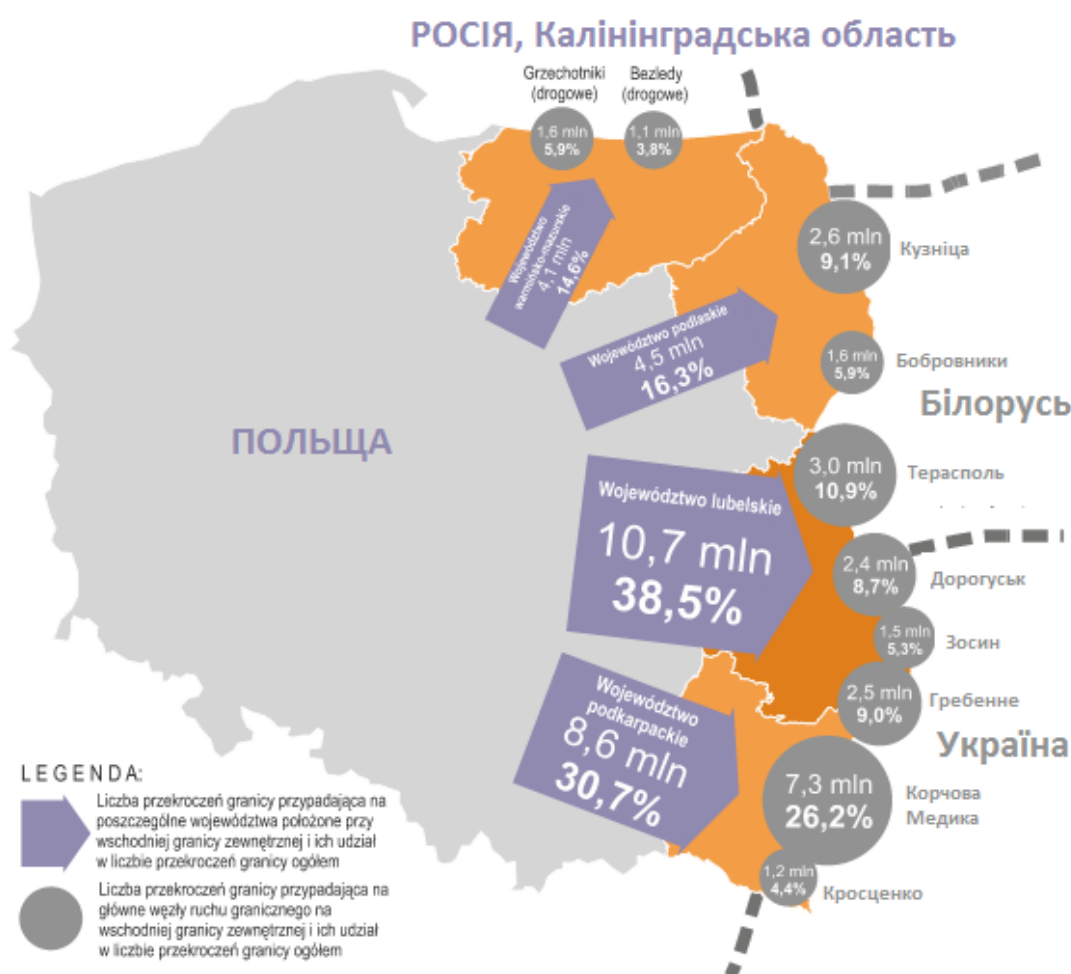 РОСІЯ, Калінінградська область
Grzechotniki
(drogowe)
Bezledy
(drogowe)
1,6 mln
5,9%
1,1 mln
3,8%
Województwo
warmińsko-mazurskie
4,1 mln
14,6%
2,6 mln
9,1%
Кузніца
Województwo podlaskie
4,5 mln
16,3%
1,6 mln
5,9%
Бобровники
Білорусь
ПОЛЬЩА
3,0 mln
10,9%
Терасполь
Województwo lubelskie
10,7 mln
38,5%
2,4 mln
8,7%
Дорогуськ
1,5 mln
5,3%
Зосин
2,5 mln
9,0%
Гребенне
Україна
Województwo
podkarpackie
8,6 mln
30,7%
7,3 mln
26,2%
Корчова
Медика
1,2 mln
4,4%
Кросценко
LEGENDA:
Liczba przekroczeń granicy przypadająca na
poszczególne województwa położone przy
wschodniej granicy zewnętrznej i ich udział
w liczbie przekroczeń granicy ogółem
Liczba przekroczeń granicy przypadająca na
główne węzły ruchu granicznego na
wschodniej granicy zewnętrznej i ich udział
w liczbie przekroczeń granicy ogółem